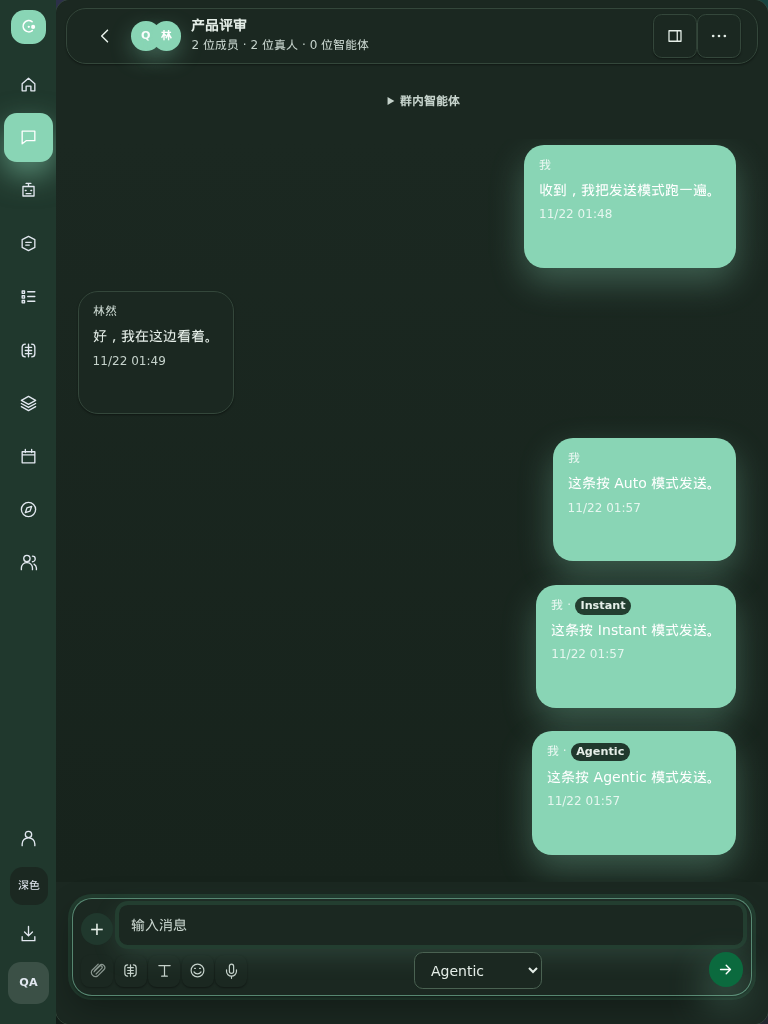 Q 林
产品评审
2 位成员 · 2 位真人 · 0 位智能体
▶ 群内智能体
我
收到，我把发送模式跑一遍。
11/22 01:48
林然
好，我在这边看着。
11/22 01:49
我
这条按 Auto 模式发送。
11/22 01:57
我 · Instant
这条按 Instant 模式发送。
11/22 01:57
我 · Agentic
这条按 Agentic 模式发送。
11/22 01:57
深色
QA
输入消息
Agentic